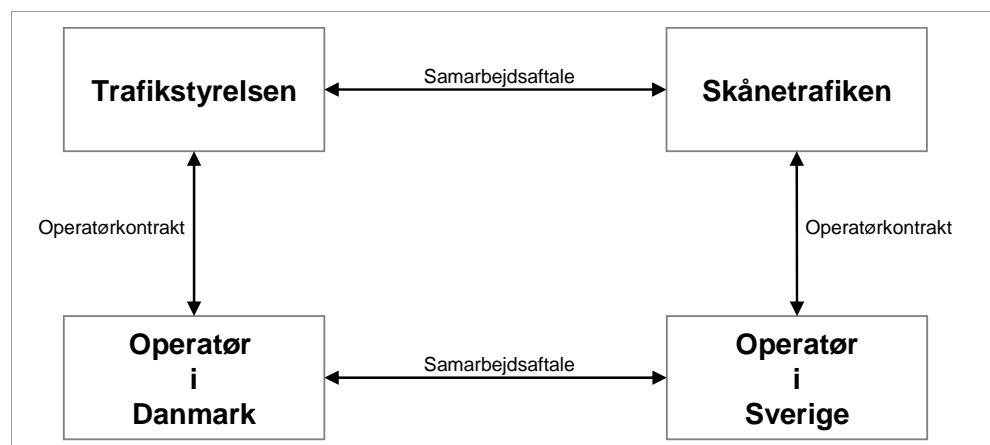 Trafikstyrelsen
Samarbejdsaftale
Skånetrafiken
Operatørkontrakt
Operatørkontrakt
Operatør
i
Danmark
Samarbejdsaftale
Operatør
i
Sverige